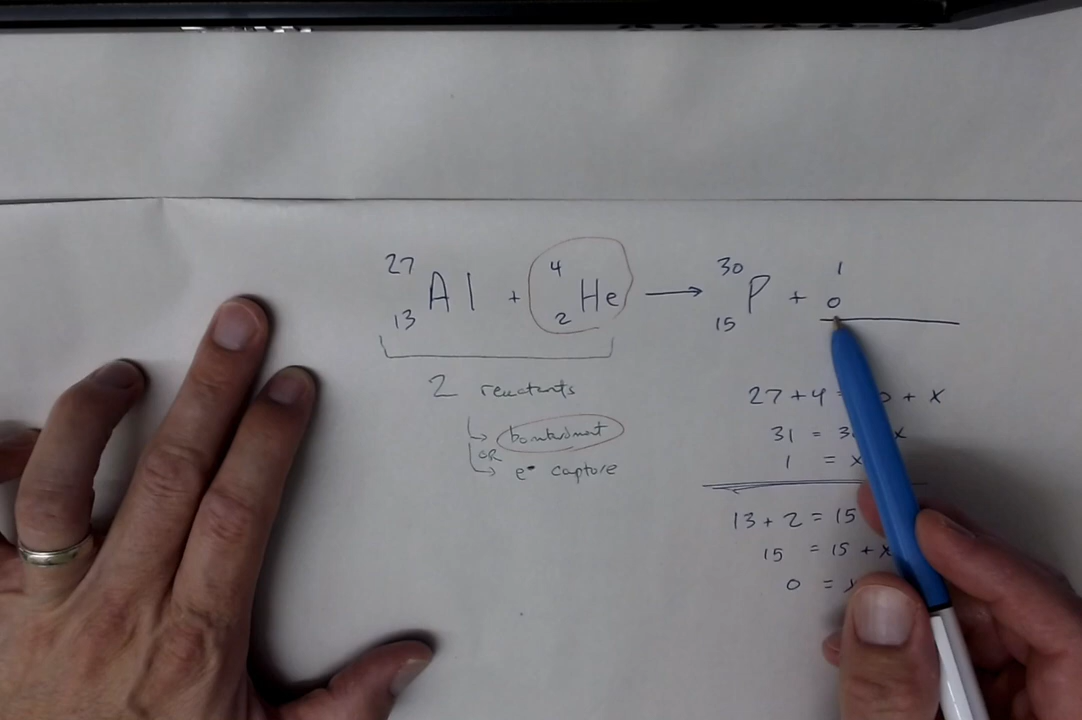 27 4 30 1
13 Al + 2 He → 15 P + 0
2 reactants
↳ bombardment
OR
↳ e⁻ capture
27 + 4 = + x
31 = 3 x
1 = x
13 + 2 = 15
15 = 15 + x
0 =